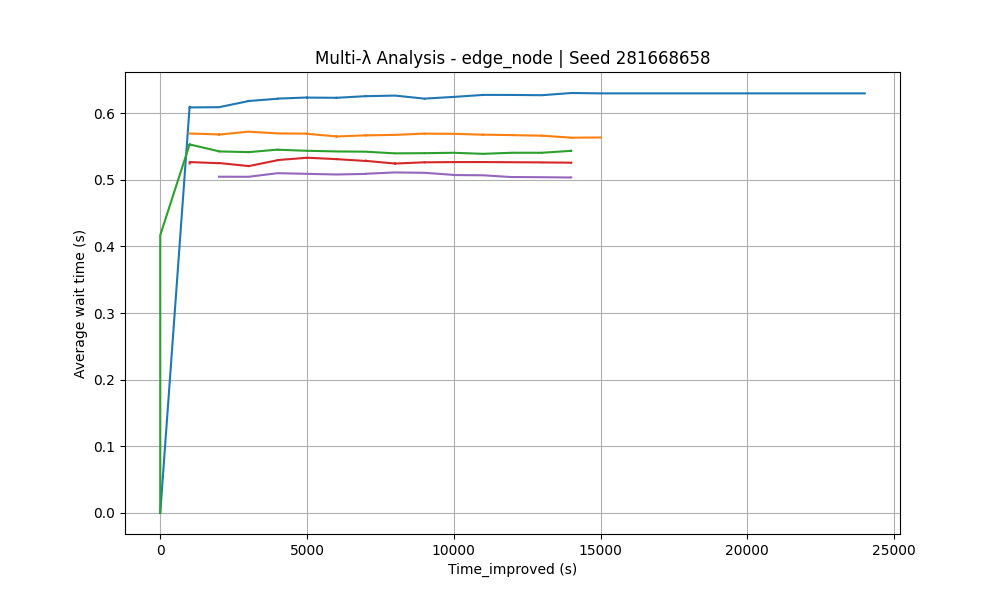 Multi-λ Analysis - edge_node | Seed 281668658
Average wait time (s)
0.6
0.5
0.4
0.3
0.2
0.1
0.0
0 5000 10000 15000 20000 25000
Time_improved (s)